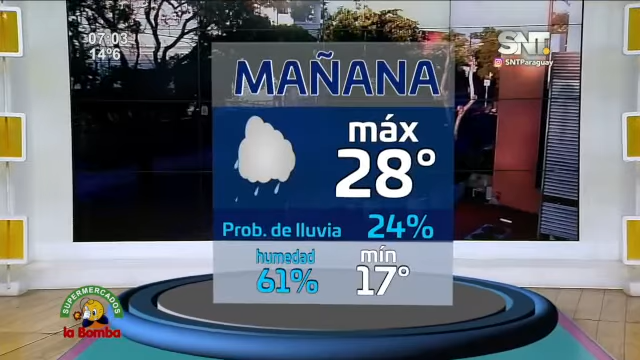 07:03
14°6
SNT.
SNTParaguay
MAÑANA
máx
28°
Prob. de lluvia 24%
humedad
61%
mín
17°
SUPERMERCADOS
la Bomba